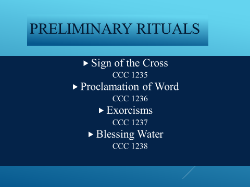 PRELIMINARY RITUALS
Sign of the Cross
CCC 1235
Proclamation of Word
CCC 1236
Exorcisms
CCC 1237
Blessing Water
CCC 1238